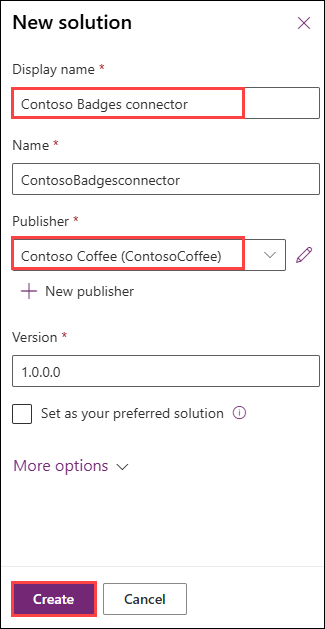 New solution
Display name *
Contoso Badges connector
Name *
ContosoBadgesconnector
Publisher *
Contoso Coffee (ContosoCoffee)
New publisher
Version *
1.0.0.0
Set as your preferred solution
More options
Create Cancel